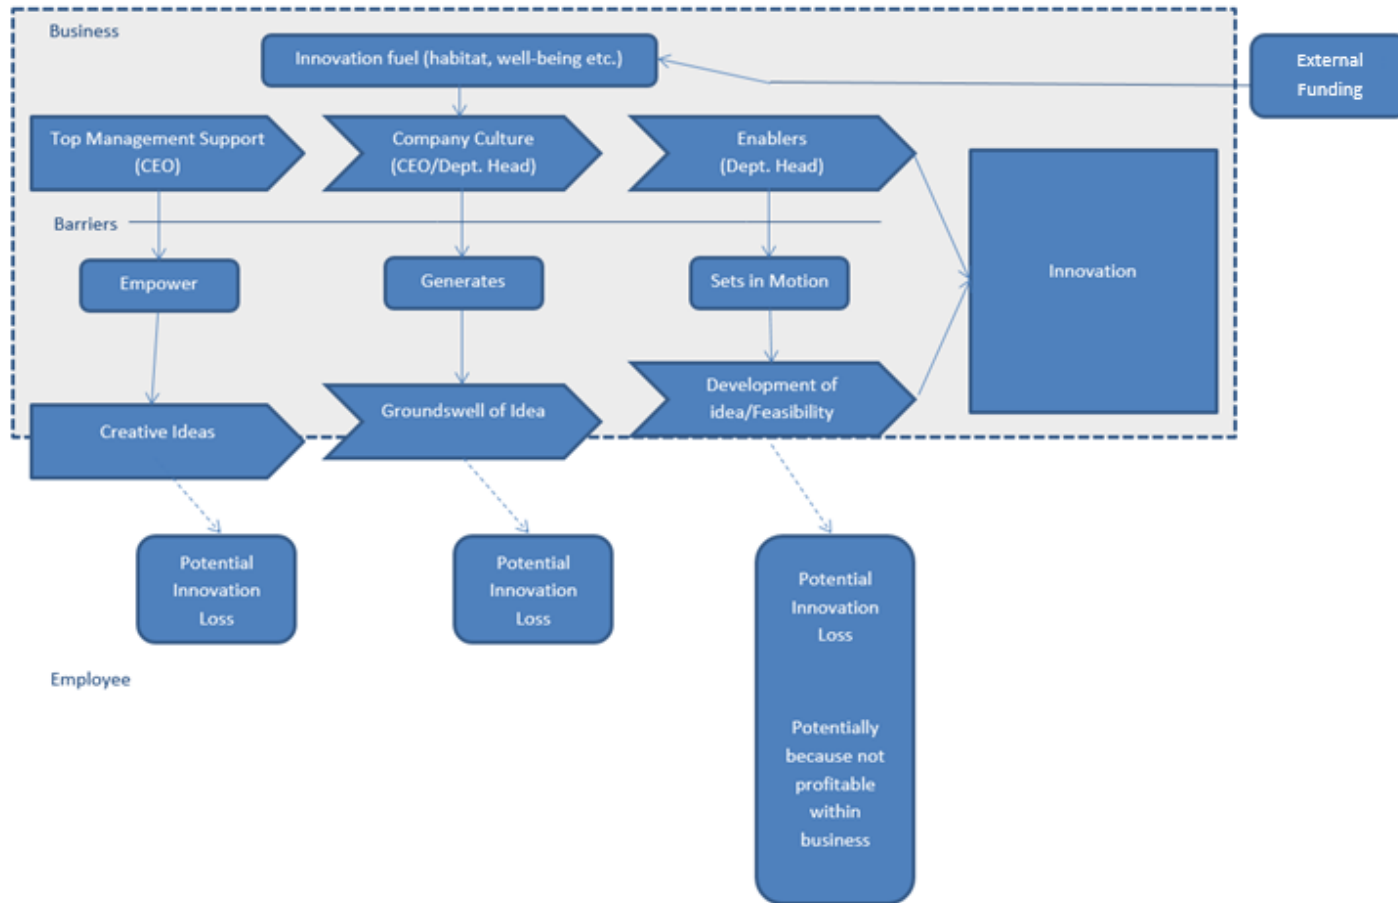 Business
Innovation fuel (habitat, well-being etc.)
External
Funding
Top Management Support
(CEO)
Company Culture
(CEO/Dept. Head)
Enablers
(Dept. Head)
Barriers
Empower
Generates
Sets in Motion
Innovation
Creative Ideas
Groundswell of Idea
Development of
idea/Feasibility
Potential
Innovation
Loss
Potential
Innovation
Loss
Potential
Innovation
Loss
Potentially
because not
profitable
within
business
Employee